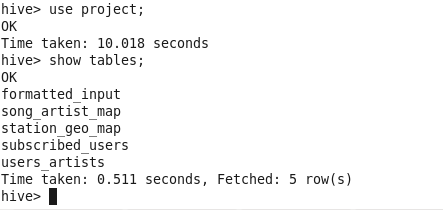 hive> use project;
OK
Time taken: 10.018 seconds
hive> show tables;
OK
formatted_input
song_artist_map
station_geo_map
subscribed_users
users_artists
Time taken: 0.511 seconds, Fetched: 5 row(s)
hive>